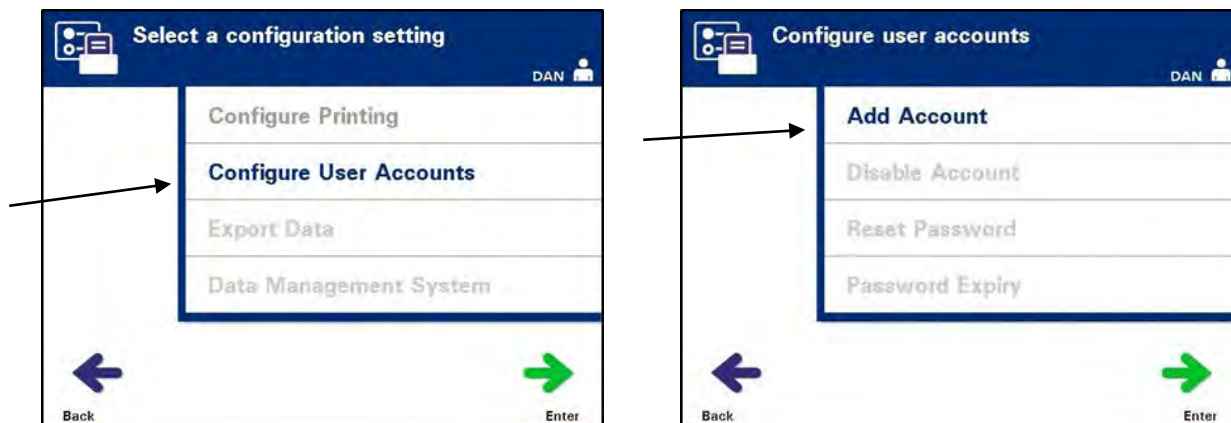 Select a configuration setting
DAN
Configure Printing
Configure User Accounts
Export Data
Data Management System
Back
Enter
Configure user accounts
DAN
Add Account
Disable Account
Reset Password
Password Expiry
Back
Enter